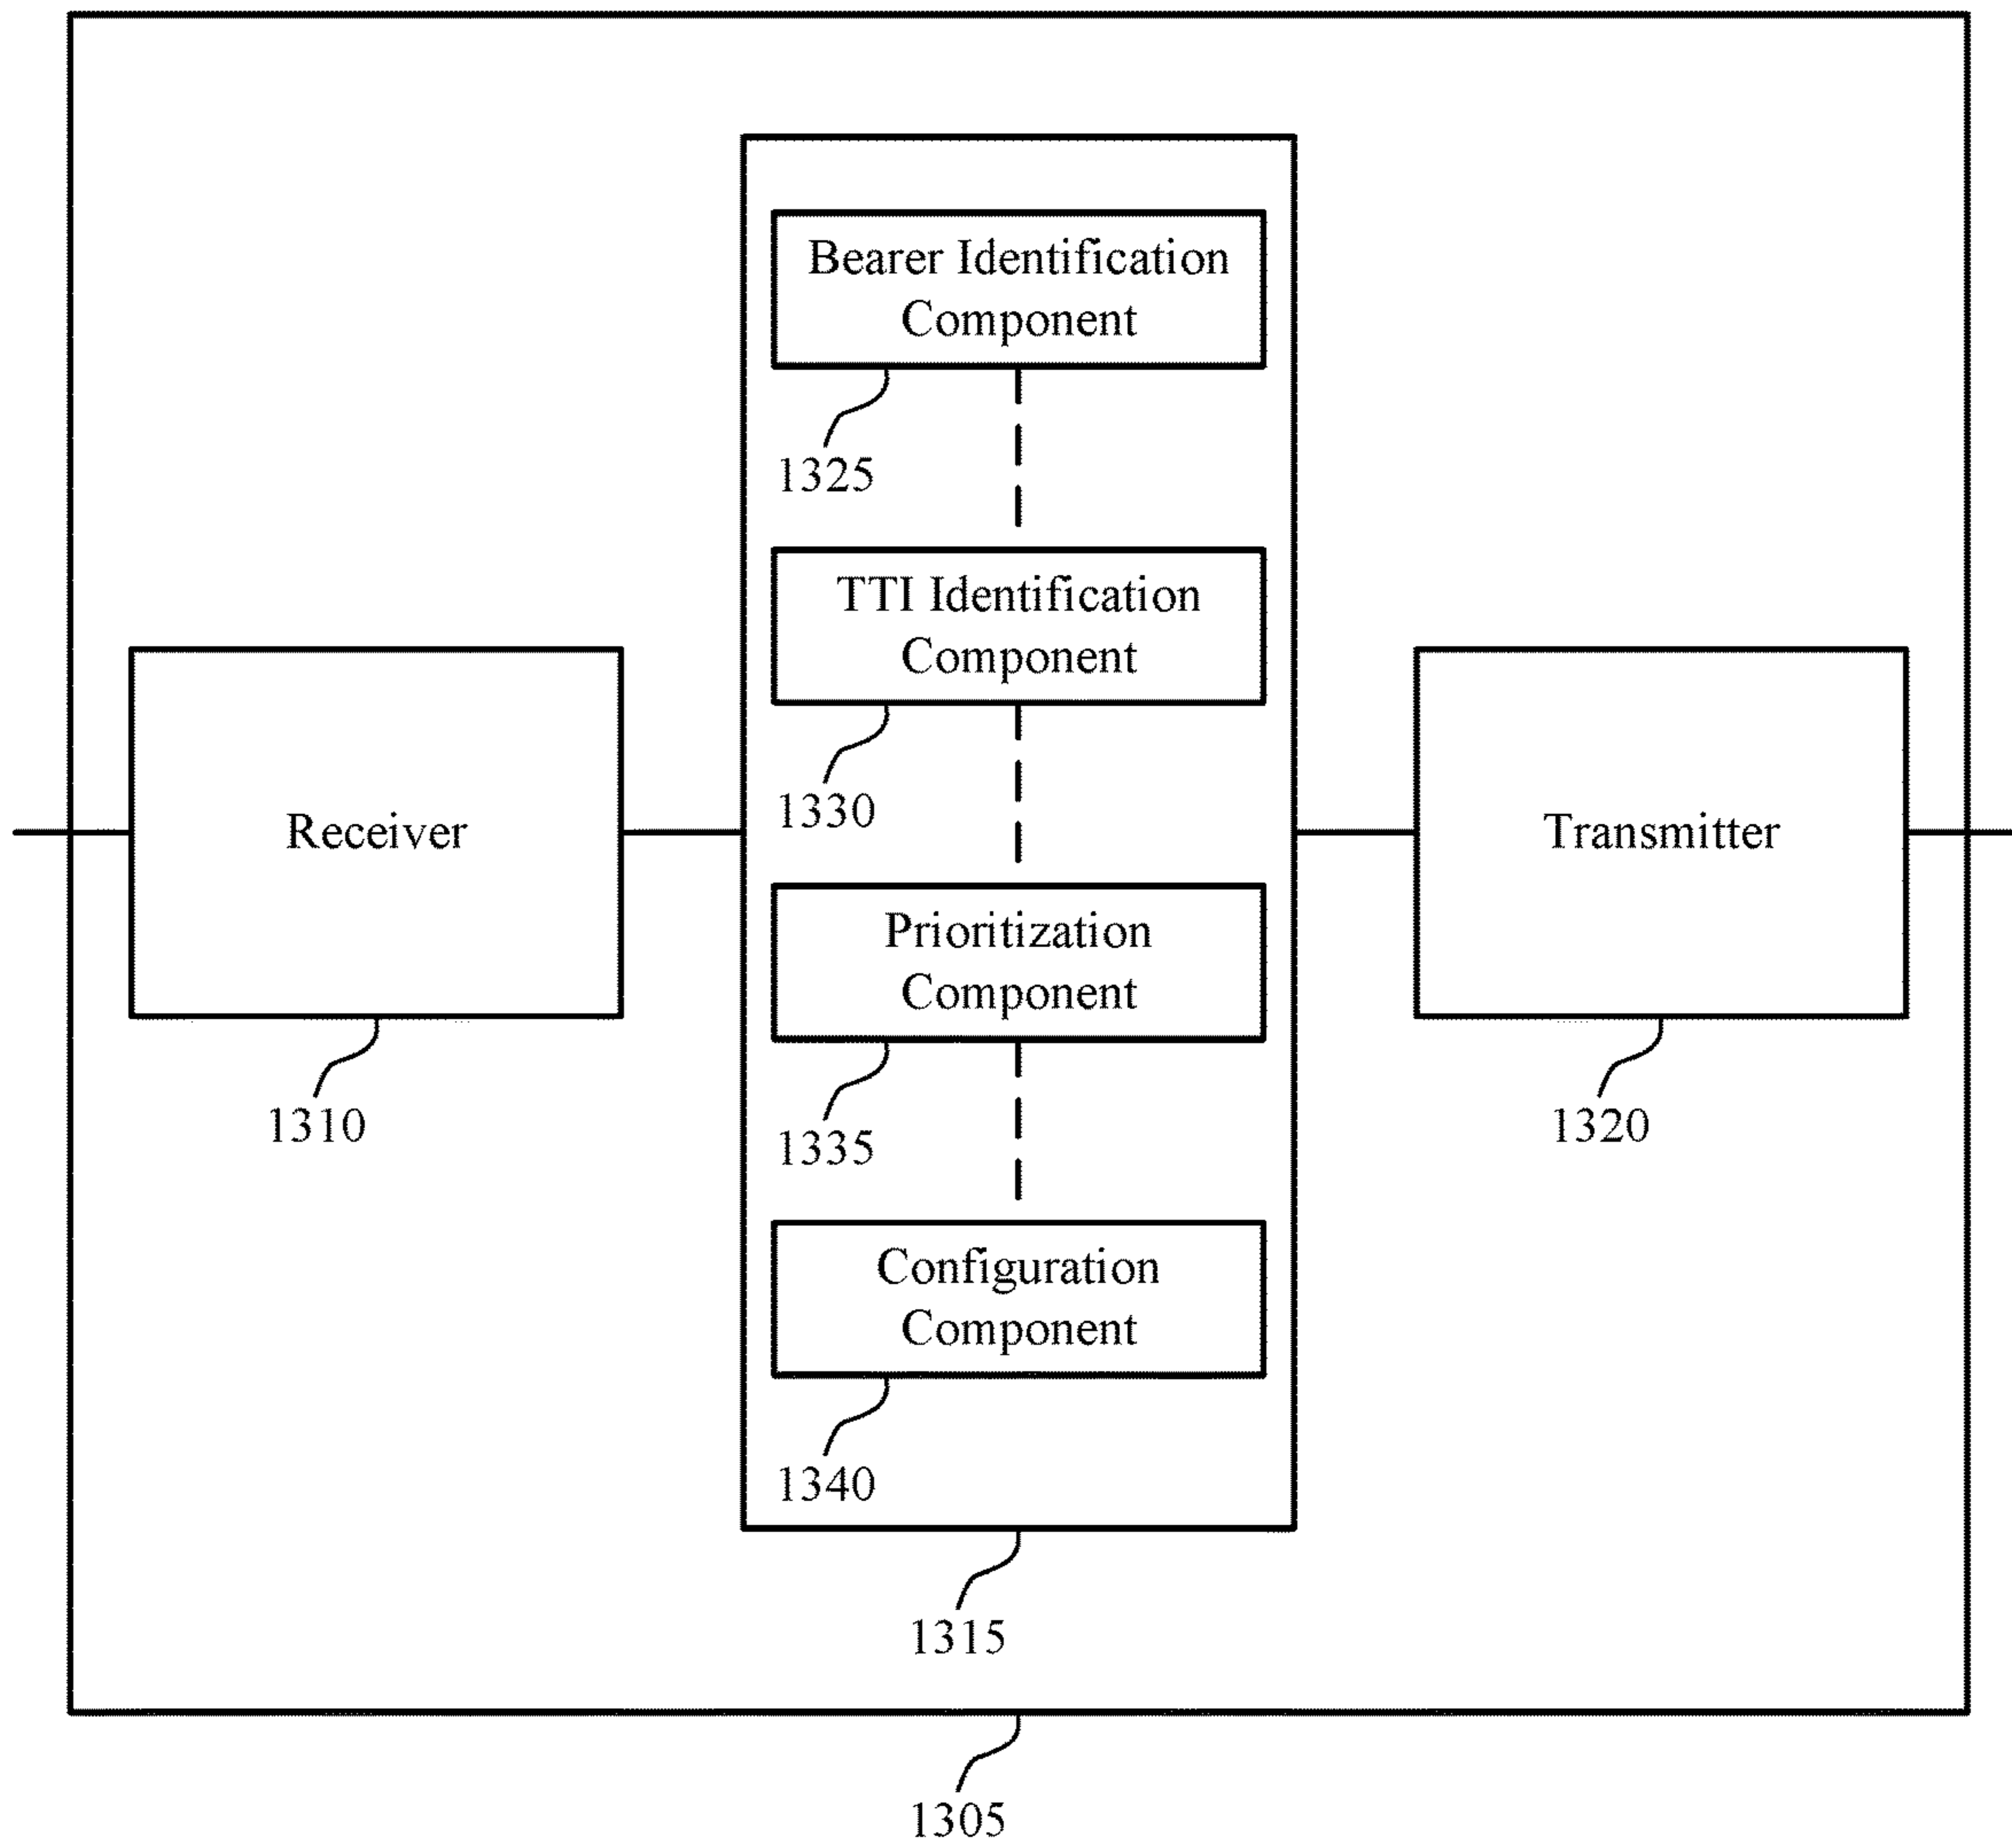 Bearer Identification
Component
1325
TTI Identification
Component
1330
Receiver
1310
Prioritization
Component
1335
Transmitter
1320
Configuration
Component
1340
1315
1305